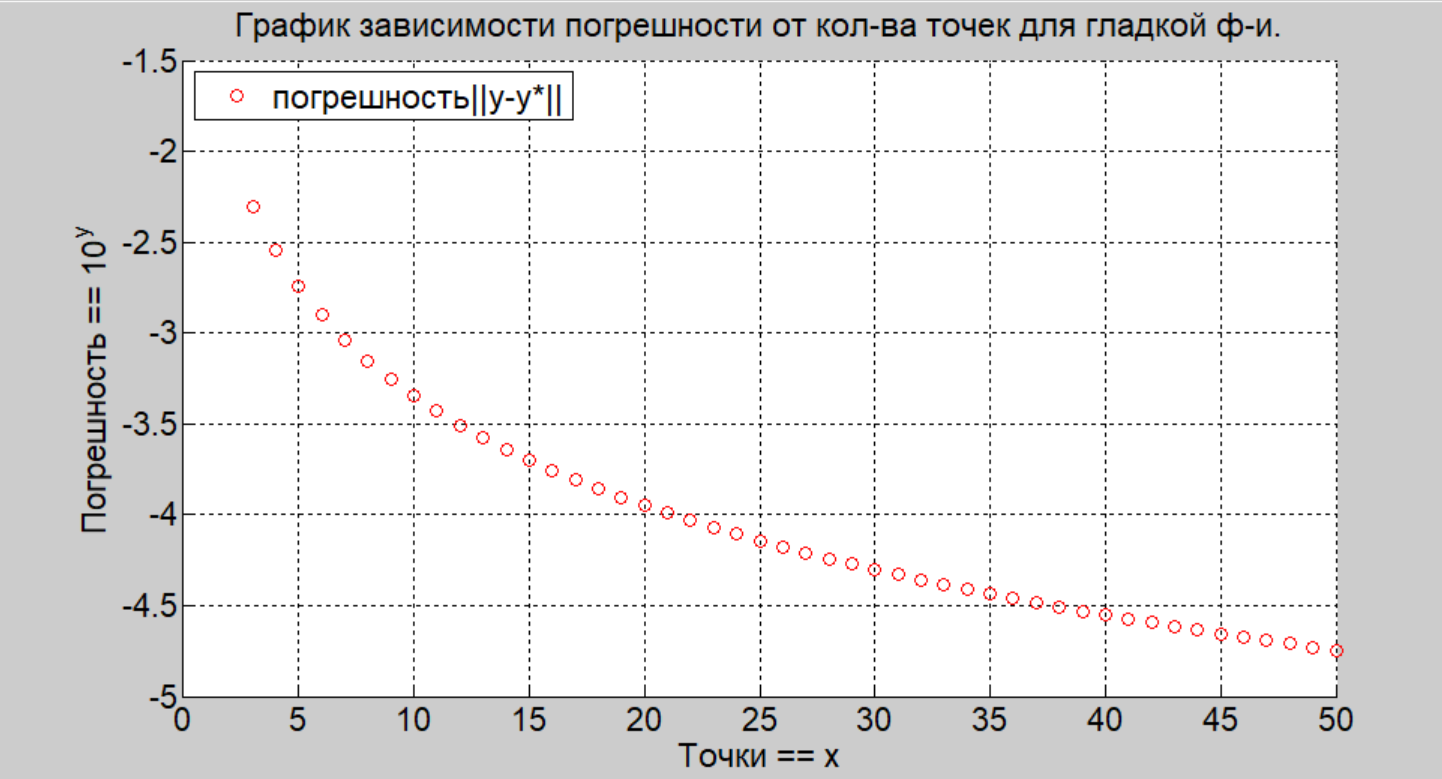 График зависимости погрешности от кол-ва точек для гладкой ф-и.
погрешность||y-y*||
Погрешность == 10^y
-1.5
-2
-2.5
-3
-3.5
-4
-4.5
-5
0 5 10 15 20 25 30 35 40 45 50
Точки == x